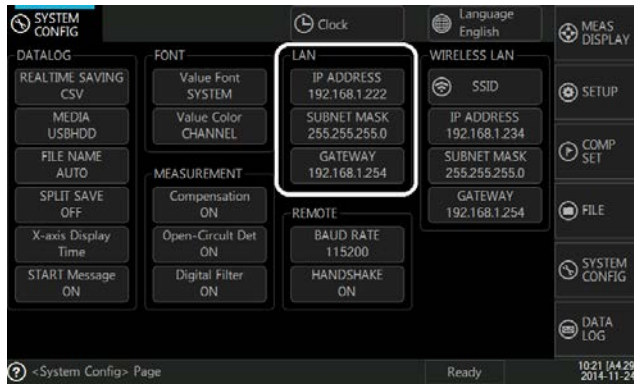 SYSTEM
CONFIG
Clock
Language
English
DATALOG
REALTIME SAVING
CSV
MEDIA
USBHDD
FILE NAME
AUTO
SPLIT SAVE
OFF
X-axis Display
Time
START Message
ON
FONT
Value Font
SYSTEM
Value Color
CHANNEL
MEASUREMENT
Compensation
ON
Open-Circult Det
ON
Digital Filter
ON
LAN
IP ADDRESS
192.168.1.222
SUBNET MASK
255.255.255.0
GATEWAY
192.168.1.254
REMOTE
BAUD RATE
115200
HANDSHAKE
ON
WIRELESS LAN
SSID
IP ADDRESS
192.168.1.234
SUBNET MASK
255.255.255.0
GATEWAY
192.168.1.254
MEAS
DISPLAY
SETUP
COMP
SET
FILE
SYSTEM
CONFIG
DATA
LOG
? <System Config> Page
Ready
10:21 [A4.29
2014-11-24